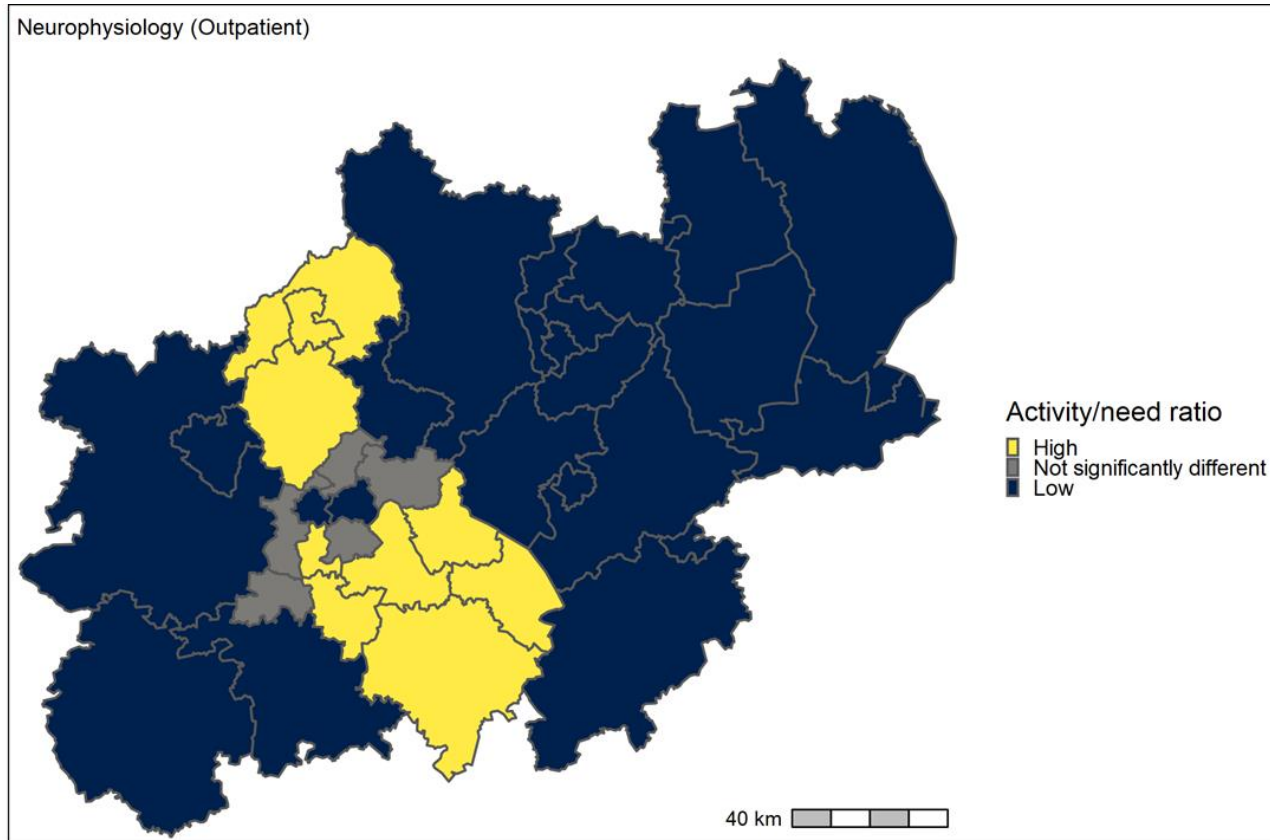 Neurophysiology (Outpatient)
Activity/need ratio
High
Not significantly different
Low
40 km